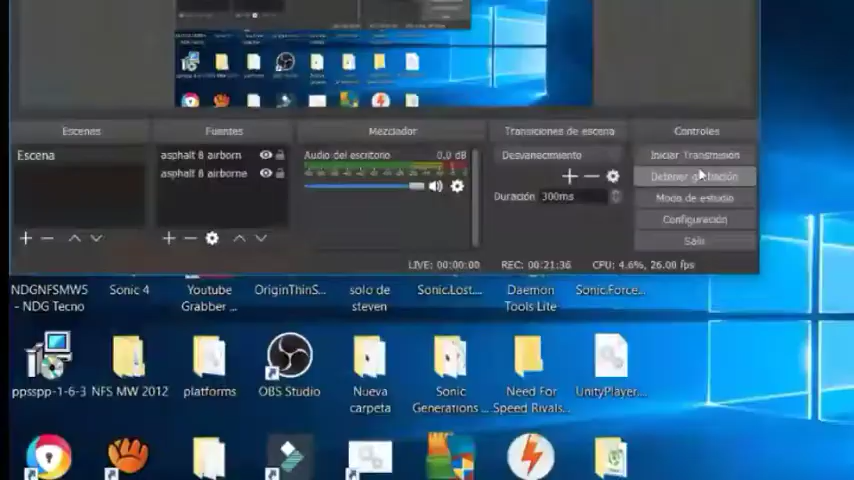 Escenas
Fuentes
Mezclador
Transiciones de escena
Controles
Escena
asphalt 8 airborn
asphalt 8 airborne
Audio del escritorio 0.0 dB
Desvanecimiento
Duración 300ms
Iniciar Transmisión
Detener grabación
Modo de estudio
Configuración
Salir
LIVE: 00:00:00 REC: 00:21:36 CPU: 4.6%, 26.00 fps
NDGNFSMW5 - NDG Tecno
Sonic 4
Youtube Grabber ...
OriginThinS...
solo de steven
Sonic.Lost....
Daemon Tools Lite
Sonic.Force...
ppsspp-1-6-3
NFS MW 2012
platforms
OBS Studio
Nueva carpeta
Sonic Generations ...
Need For Speed Rivals...
UnityPlayer...